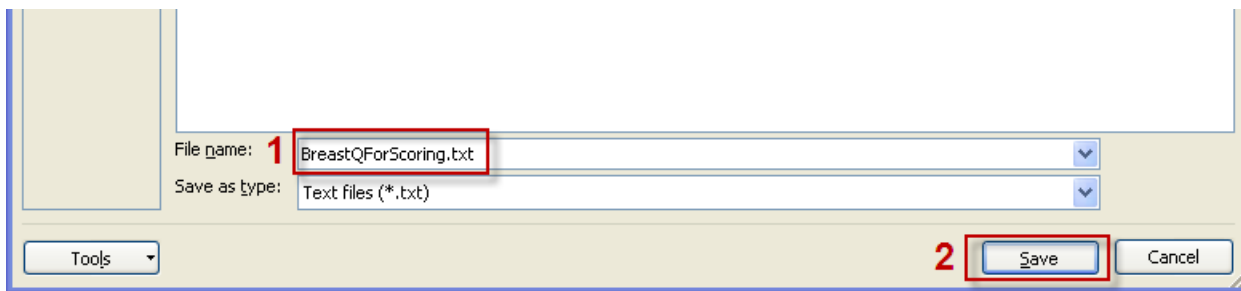 File name: 1 BreastQForScoring.txt
Save as type: Text files (*.txt)
Tools 2 Save Cancel